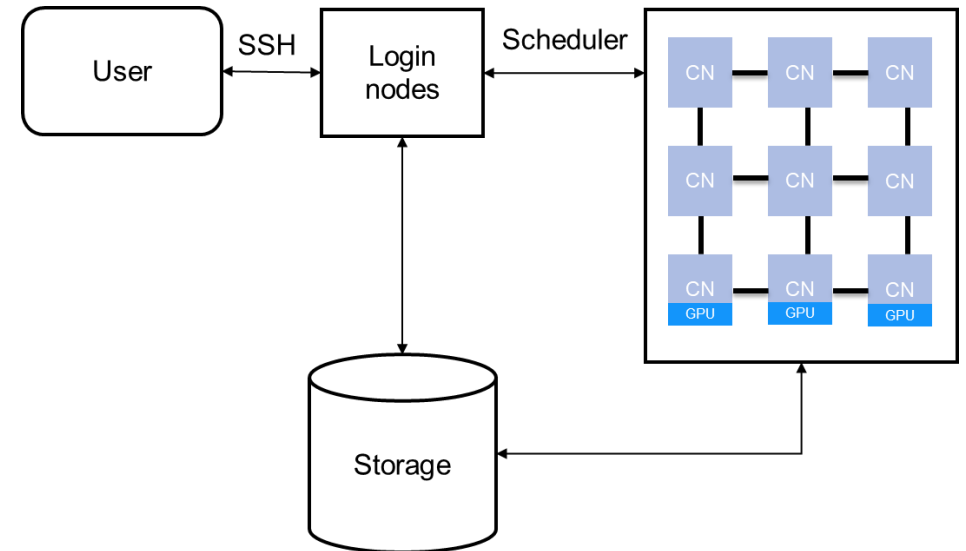 User
SSH
Login
nodes
Scheduler
CN
CN
CN
CN
CN
CN
CN
CN
CN
GPU
GPU
GPU
Storage